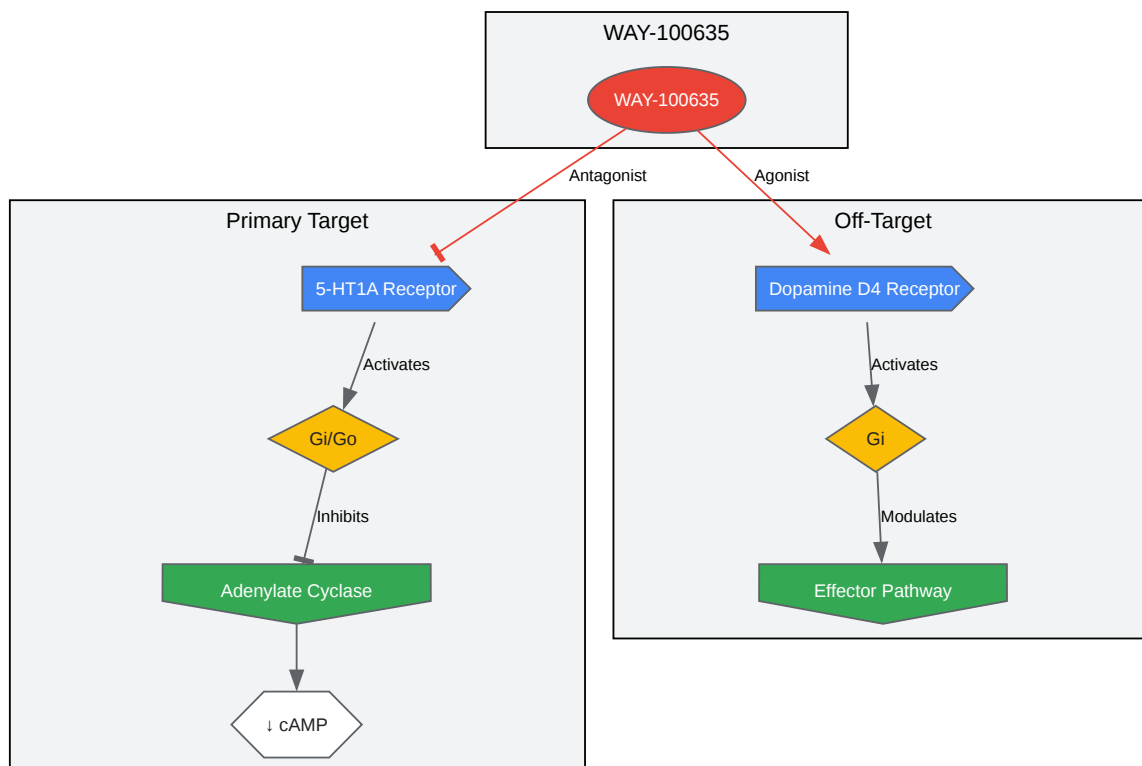 WAY-100635
WAY-100635
Antagonist
Agonist
Primary Target
Off-Target
5-HT1A Receptor
Dopamine D4 Receptor
Activates
Activates
Gi/Go
Gi
Inhibits
Modulates
Adenylate Cyclase
Effector Pathway
↓ cAMP